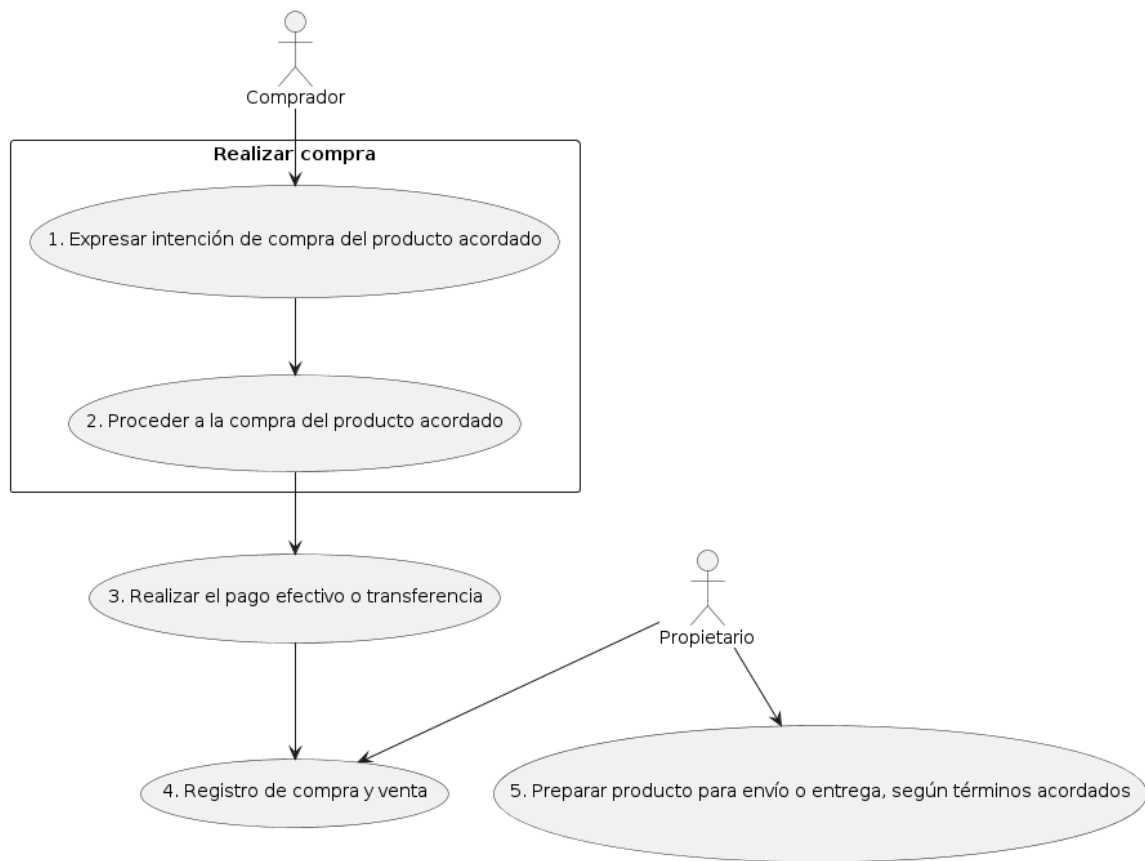 Comprador
Realizar compra
1. Expresar intención de compra del producto acordado
2. Proceder a la compra del producto acordado
3. Realizar el pago efectivo o transferencia
Propietario
4. Registro de compra y venta
5. Preparar producto para envío o entrega, según términos acordados